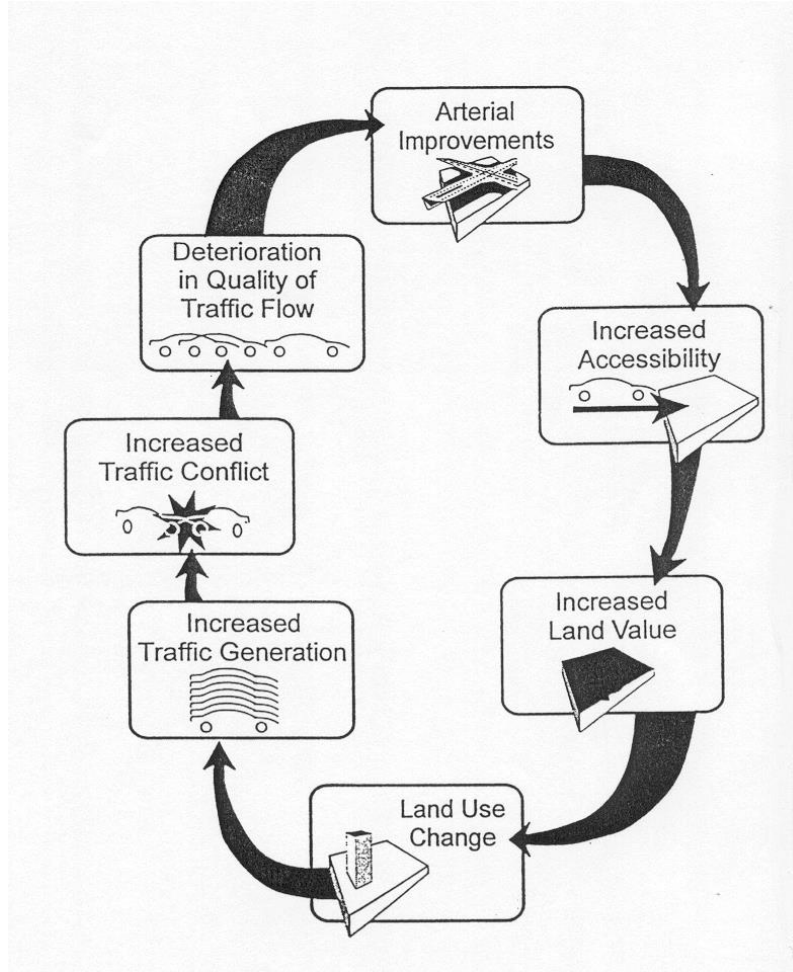 Arterial
Improvements
Increased
Accessibility
Increased
Land Value
Land Use
Change
Increased
Traffic Generation
Increased
Traffic Conflict
Deterioration
in Quality of
Traffic Flow